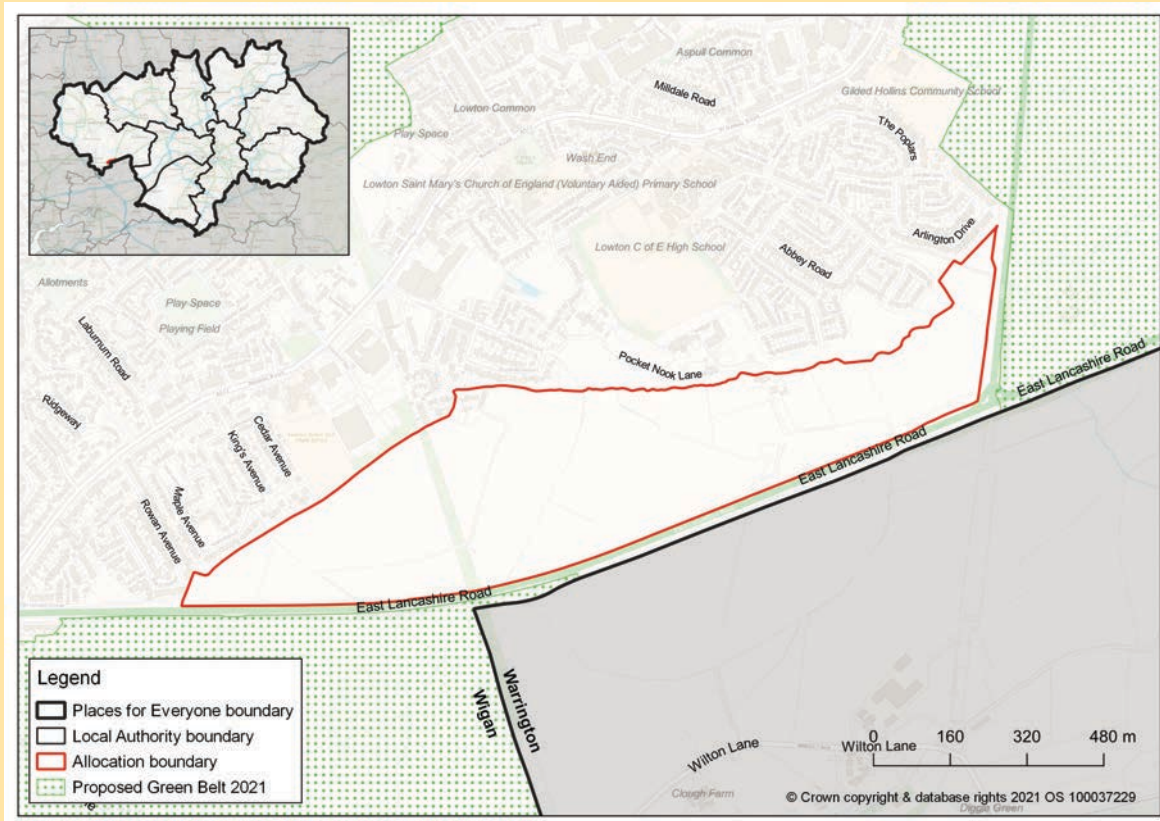 Aspull Common
Milldale Road
Gilded Hollins Community School
Lowton Common
The Poplars
Play Space
Wash End
Lowton Saint Mary's Church of England (Voluntary Aided) Primary School
Arlington Drive
Lowton C of E High School
Abbey Road
Allotments
Play Space
Laburnum Road
Playing Field
Pocket Nook Lane
East Lancashire Road
Ridgeway
Cedar Avenue
King's Avenue
East Lancashire Road
Maple Avenue
Rowan Avenue
East Lancashire Road
Legend
Places for Everyone boundary
Local Authority boundary
Allocation boundary
Proposed Green Belt 2021
Warrington
Wigan
0 160 320 480 m
Wilton Lane
Wilton Lane
Clough Farm
© Crown copyright & database rights 2021 OS 100037229
Diggle Green